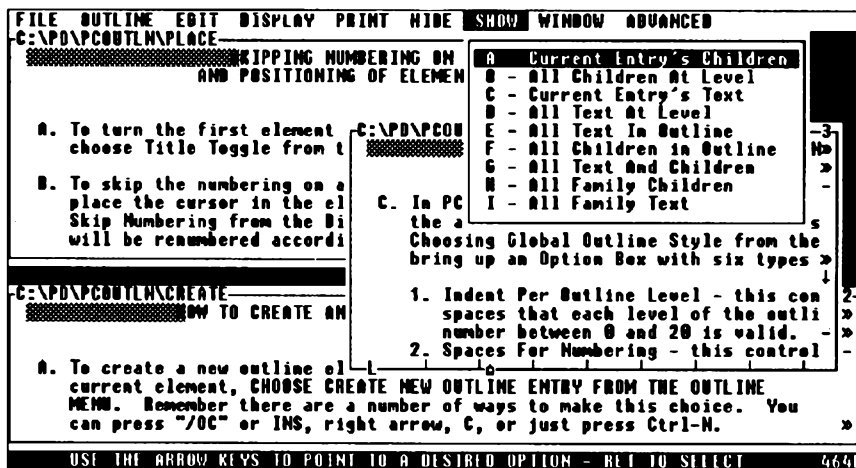 FILE OUTLINE EDIT DISPLAY PRINT HIDE SHOW WINDOW ADVANCED
C:\PD\PCOUTLN\PLACE
KIPPING NUMBERING ON
AND POSITIONING OF ELEMEN
A. To turn the first element
choose Title Toggle from t
B. To skip the numbering on a
place the cursor in the el
Skip Numbering from the Di
will be renumbered accordi
A Current Entry's Children
B - All Children At Level
C - Current Entry's Text
D - All Text At Level
E - All Text In Outline
F - All Children in Outline
G - All Text And Children
H - All Family Children
I - All Family Text
C:\PD\PCOU
3
C. In PC
the a s
Choosing Global Outline Style from the
bring up an Option Box with six types »
1. Indent Per Outline Level - this con
spaces that each level of the outli
number between 0 and 20 is valid. - »
2. Spaces For Numbering - this control
C:\PD\PCOUTLN\CREATE
2
OW TO CREATE AN
A. To create a new outline el
current element, CHOOSE CREATE NEW OUTLINE ENTRY FROM THE OUTLINE
MENU. Remember there are a number of ways to make this choice. You
can press "/OC" or INS, right arrow, C, or just press Ctrl-N. »
USE THE ARROW KEYS TO POINT TO A DESIRED OPTION - RET TO SELECT 464